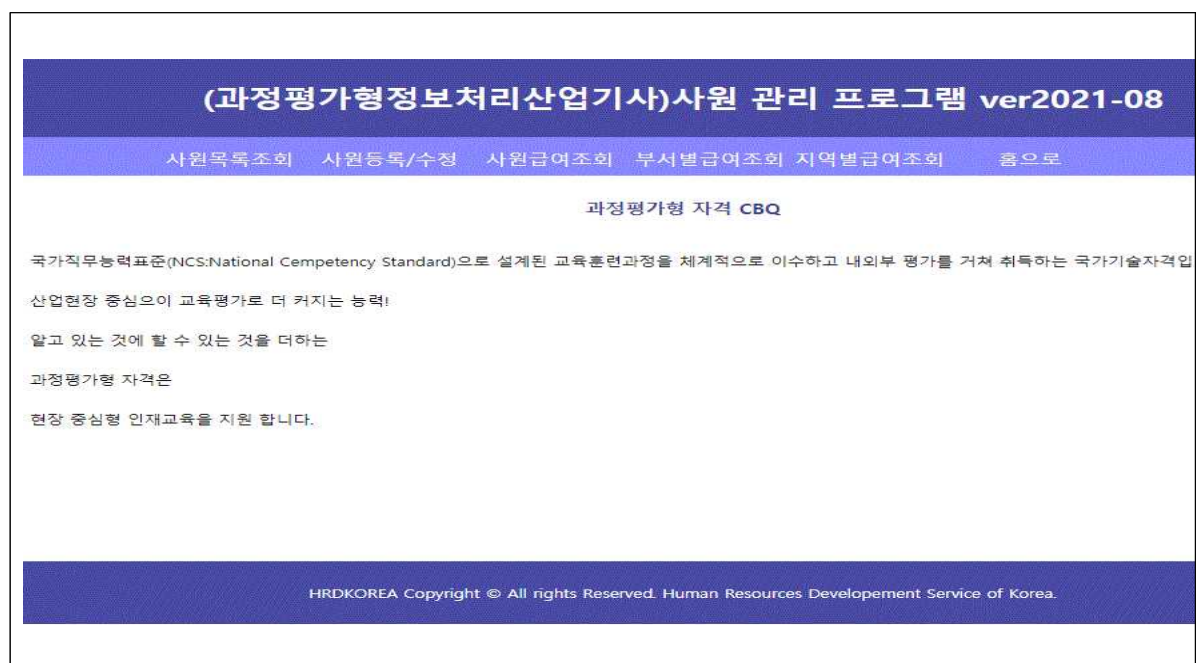 (과정평가형정보처리산업기사)사원 관리 프로그램 ver2021-08
사원목록조회 사원등록/수정 사원급여조회 부서별급여조회 지역별급여조회 홈으로
과정평가형 자격 CBQ
국가직무능력표준(NCS:National Cempetency Standard)으로 설계된 교육훈련과정을 체계적으로 이수하고 내외부 평가를 거쳐 취득하는 국가기술자격입
산업현장 중심으이 교육평가로 더 커지는 능력!
알고 있는 것에 할 수 있는 것을 더하는
과정평가형 자격은
현장 중심형 인재교육을 지원 합니다.
HRDKOREA Copyright © All rights Reserved. Human Resources Developement Service of Korea.